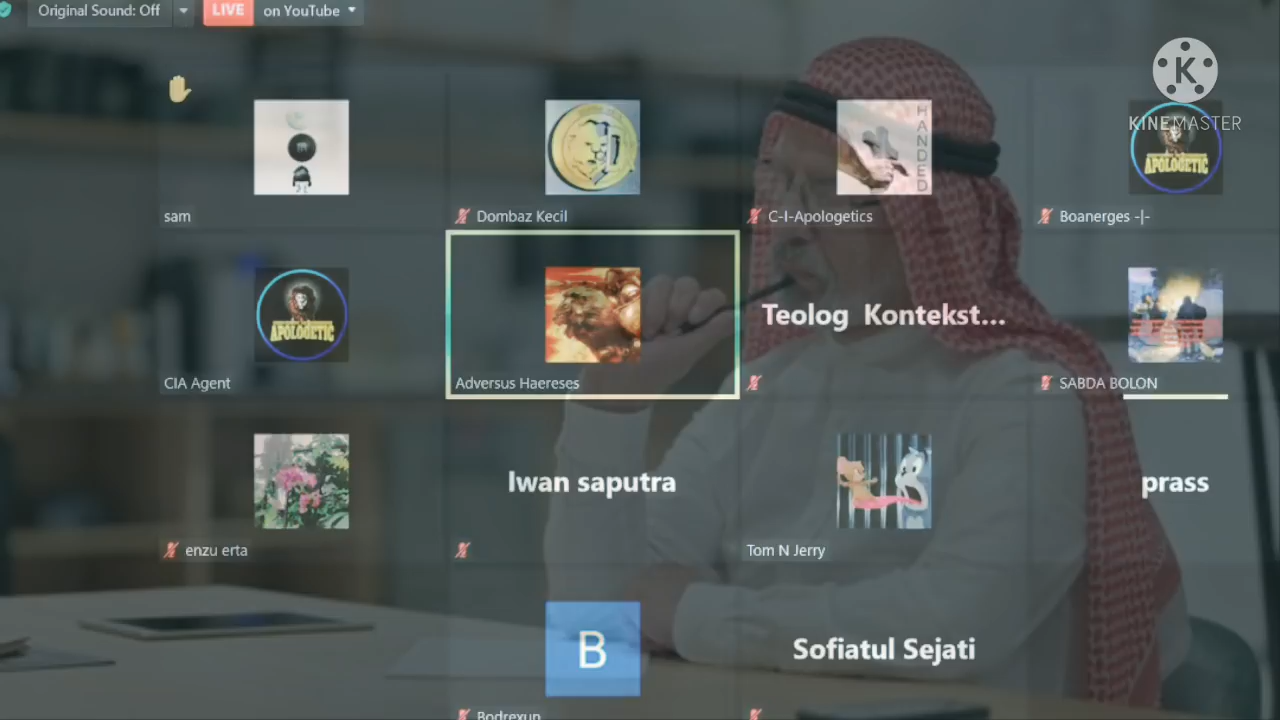 Original Sound: Off
LIVE on YouTube
KINEMASTER
HANDED
APOLOGETIC
sam
Dombaz Kecil
C-I-Apologetics
Boanerges -|-
APOLOGETIC
Teolog Kontekst...
CIA Agent
Adversus Haereses
SABDA BOLON
Iwan saputra
prass
enzu erta
Tom N Jerry
B
Sofiatul Sejati
Bodrexun